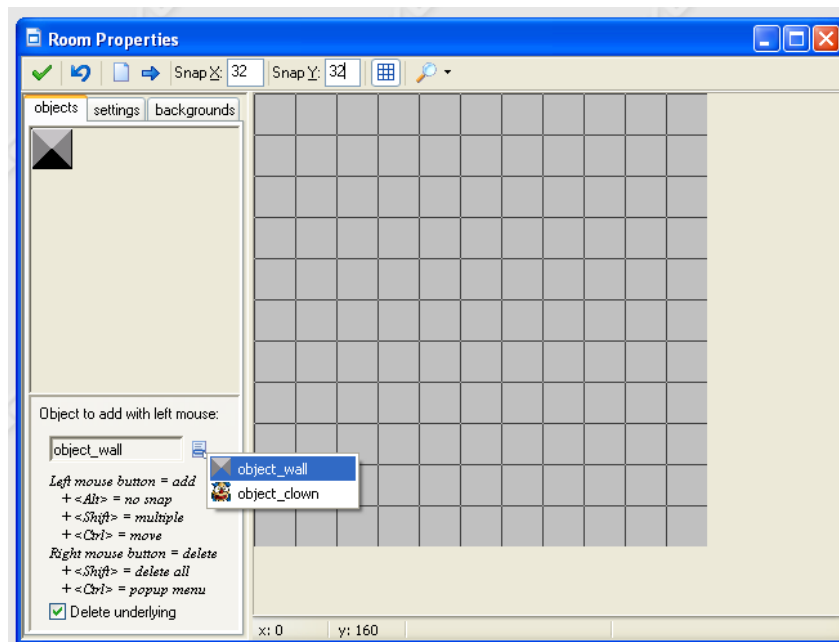 Room Properties
Snap X: 32 Snap Y: 32
objects settings backgrounds
Object to add with left mouse:
object_wall
object_wall
object_clown
Left mouse button = add
+ <Alt> = no snap
+ <Shift> = multiple
+ <Ctrl> = move
Right mouse button = delete
+ <Shift> = delete all
+ <Ctrl> = popup menu
Delete underlying
x: 0 y: 160